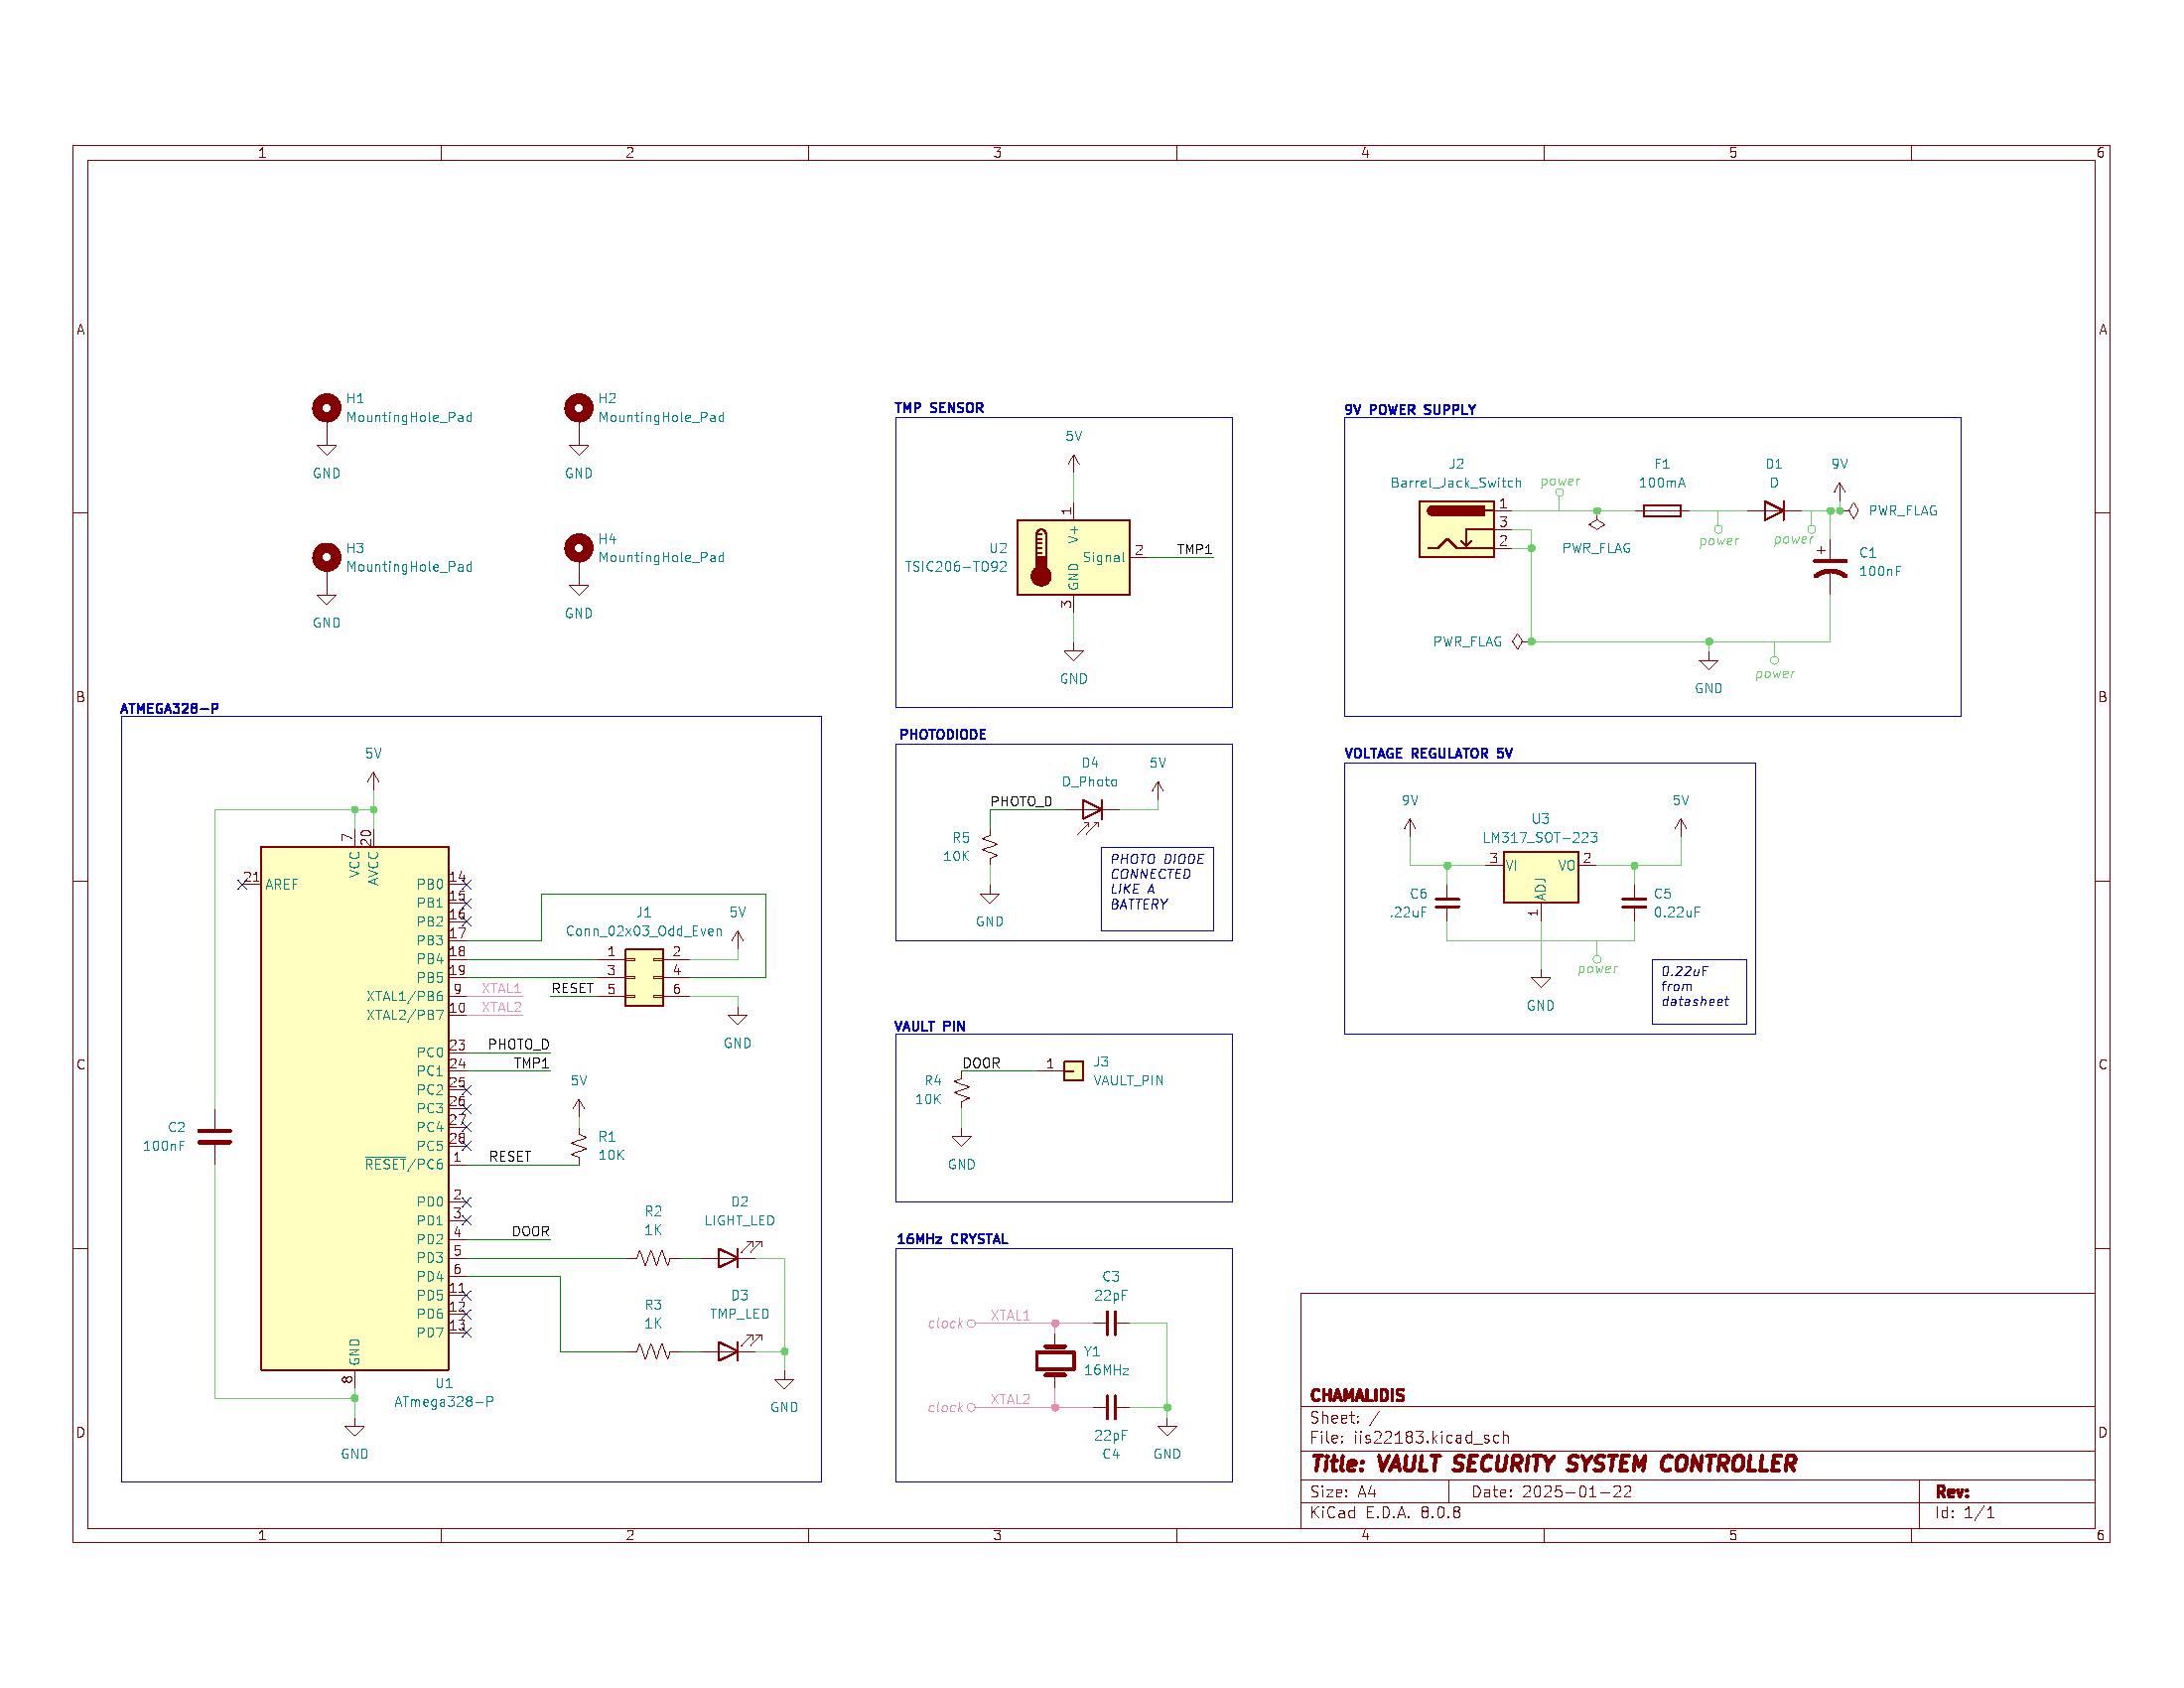 1 2 3 4 5 6
A A
B B
C C
D D
H1
MountingHole_Pad
GND
H2
MountingHole_Pad
GND
H3
MountingHole_Pad
GND
H4
MountingHole_Pad
GND
ATMEGA328-P
5V
7
20
VCC
AVCC
21 AREF
PB0 14
PB1 15
PB2 16
PB3 17
PB4 18
PB5 19
XTAL1/PB6 9 XTAL1
XTAL2/PB7 10 XTAL2
PC0 23 PHOTO_D
PC1 24 TMP1
PC2 25
PC3 26
PC4 27
PC5 28
RESET/PC6 1 RESET
PD0 2
PD1 3
PD2 4 DOOR
PD3 5
PD4 6
PD5 11
PD6 12
PD7 13
GND
8
U1
ATmega328-P
GND
C2
100nF
J1
Conn_02x03_Odd_Even
5V
1 2
3 4
RESET 5 6
GND
5V
R1
10K
R2
1K
D2
LIGHT_LED
R3
1K
D3
TMP_LED
GND
TMP SENSOR
5V
1
V+
U2
TSIC206-TO92
Signal 2 TMP1
GND
3
GND
PHOTODIODE
D4
D_Photo
5V
PHOTO_D
R5
10K
GND
PHOTO DIODE
CONNECTED
LIKE A
BATTERY
VAULT PIN
DOOR
1
J3
VAULT_PIN
R4
10K
GND
16MHz CRYSTAL
C3
22pF
clock XTAL1
Y1
16MHz
clock XTAL2
22pF
C4
GND
9V POWER SUPPLY
J2
Barrel_Jack_Switch
1
3
2
power
PWR_FLAG
F1
100mA
power
D1
D
power
9V
PWR_FLAG
+
C1
100nF
PWR_FLAG
GND
power
VOLTAGE REGULATOR 5V
9V
5V
U3
LM317_SOT-223
3 VI VO 2
ADJ
1
C6
.22uF
C5
0.22uF
power
GND
0.22uF
from
datasheet
CHAMALIDIS
Sheet: /
File: iis22183.kicad_sch
Title: VAULT SECURITY SYSTEM CONTROLLER
Size: A4 Date: 2025-01-22 Rev:
KiCad E.D.A. 8.0.8 Id: 1/1
1 2 3 4 5 6